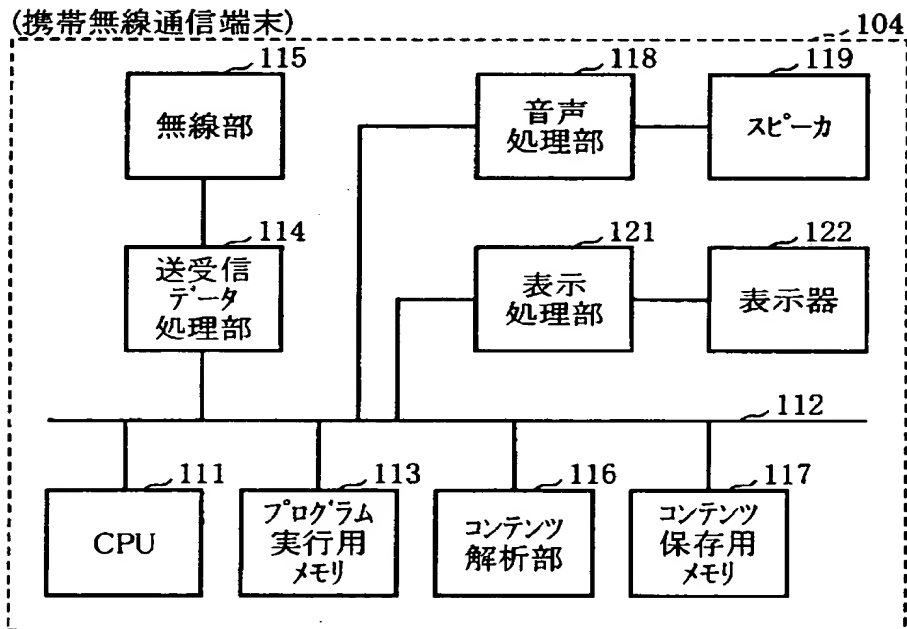 (携帯無線通信端末)
104
115
無線部
118
音声
処理部
119
スピーカ
114
送受信
データ
処理部
121
表示
処理部
122
表示器
112
111
CPU
113
プログラム
実行用
メモリ
116
コンテンツ
解析部
117
コンテンツ
保存用
メモリ